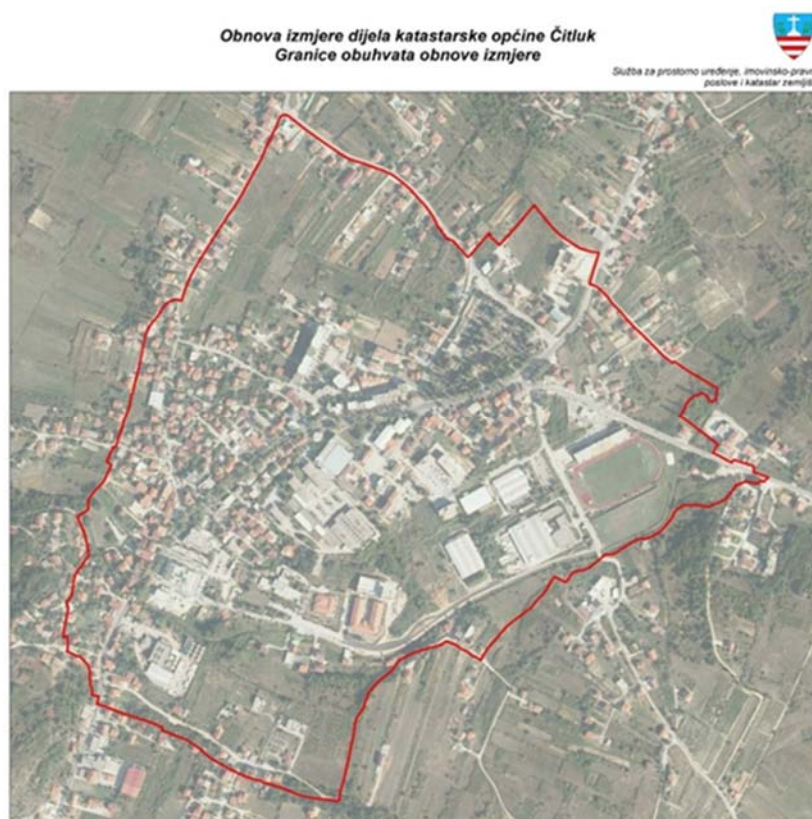 Obnova izmjere dijela katastarske općine Čitluk
Granice obuhvata obnove izmjere
Služba za prostorno uređenje, imovinsko-pravne
poslove i katastar zemljišta